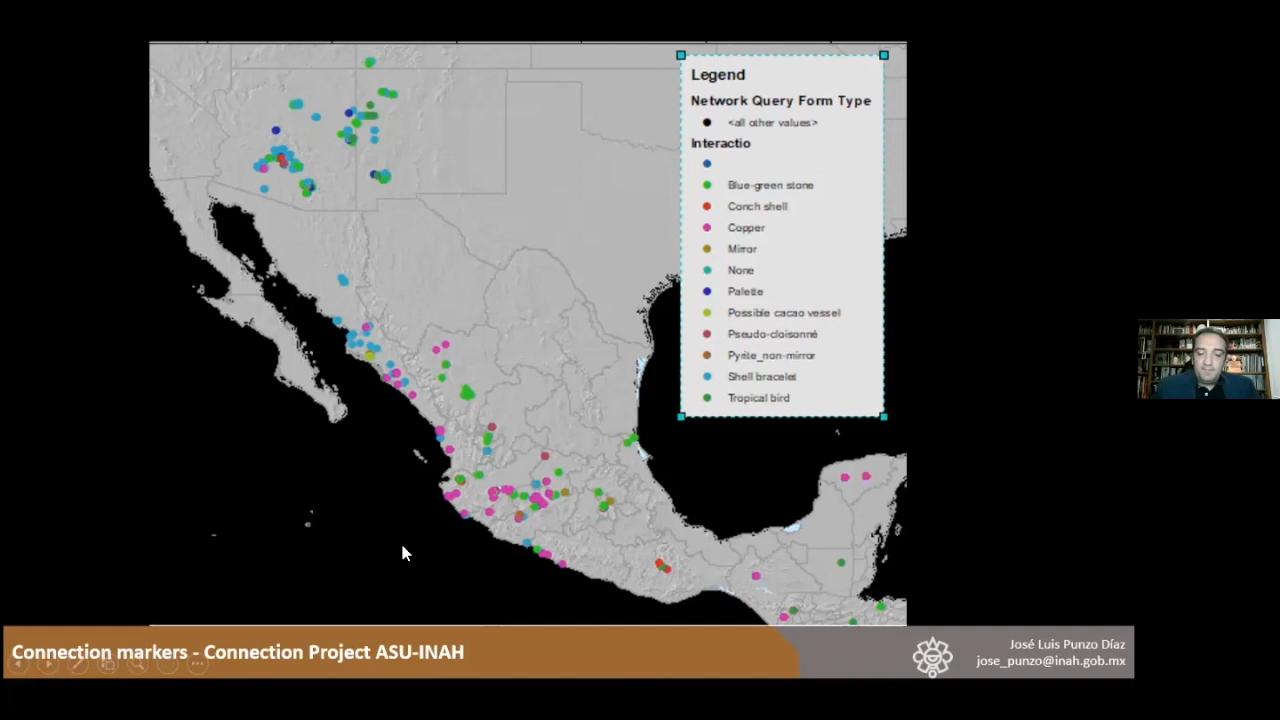 Legend
Network Query Form Type
<all other values>
Interactio
Blue-green stone
Conch shell
Copper
Mirror
None
Palette
Possible cacao vessel
Pseudo-cloisonné
Pyrite_non-mirror
Shell bracelet
Tropical bird
Connection markers - Connection Project ASU-INAH
José Luis Punzo Díaz
jose_punzo@inah.gob.mx